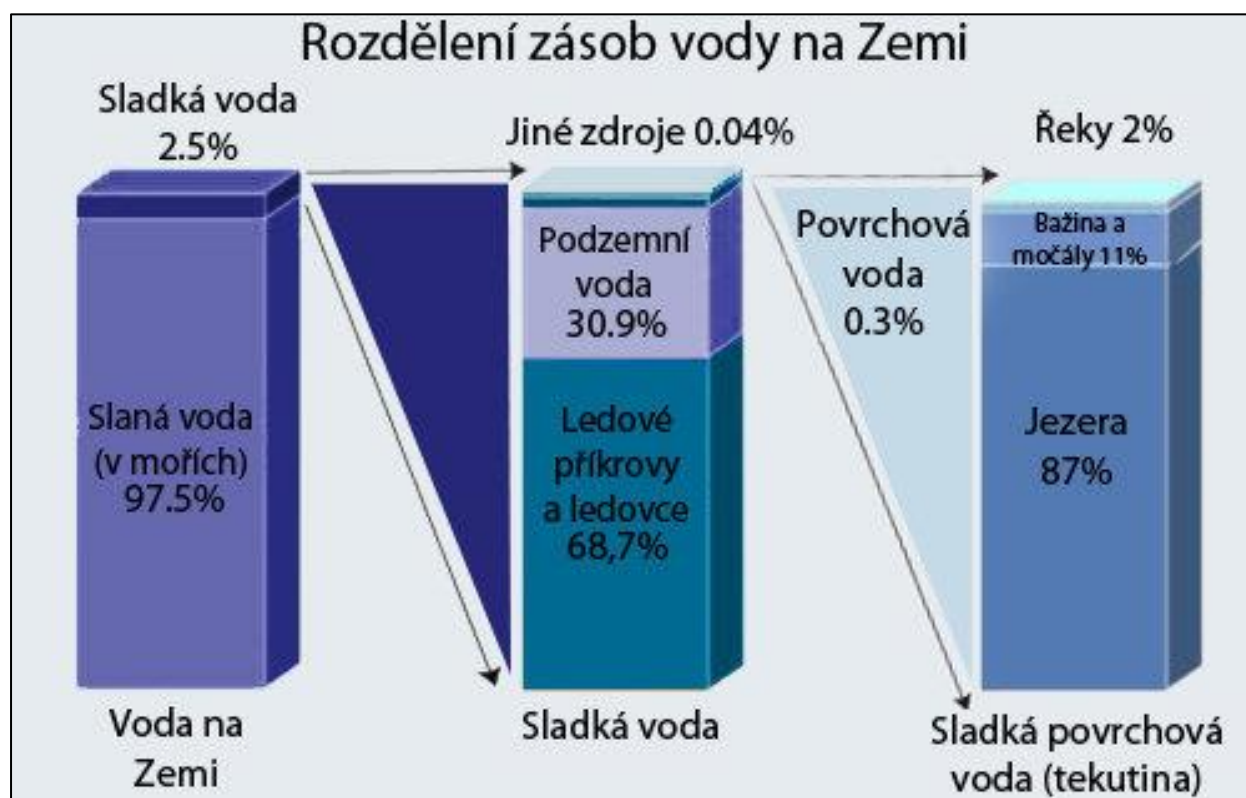 Rozdělení zásob vody na Zemi
Sladká voda
2.5%
Slaná voda
(v mořích)
97.5%
Voda na
Zemi
Jiné zdroje 0.04%
Podzemní
voda
30.9%
Ledové
příkrovy
a ledovce
68,7%
Sladká voda
Povrchová
voda
0.3%
Řeky 2%
Bažina a
močály 11%
Jezera
87%
Sladká povrchová
voda (tekutina)